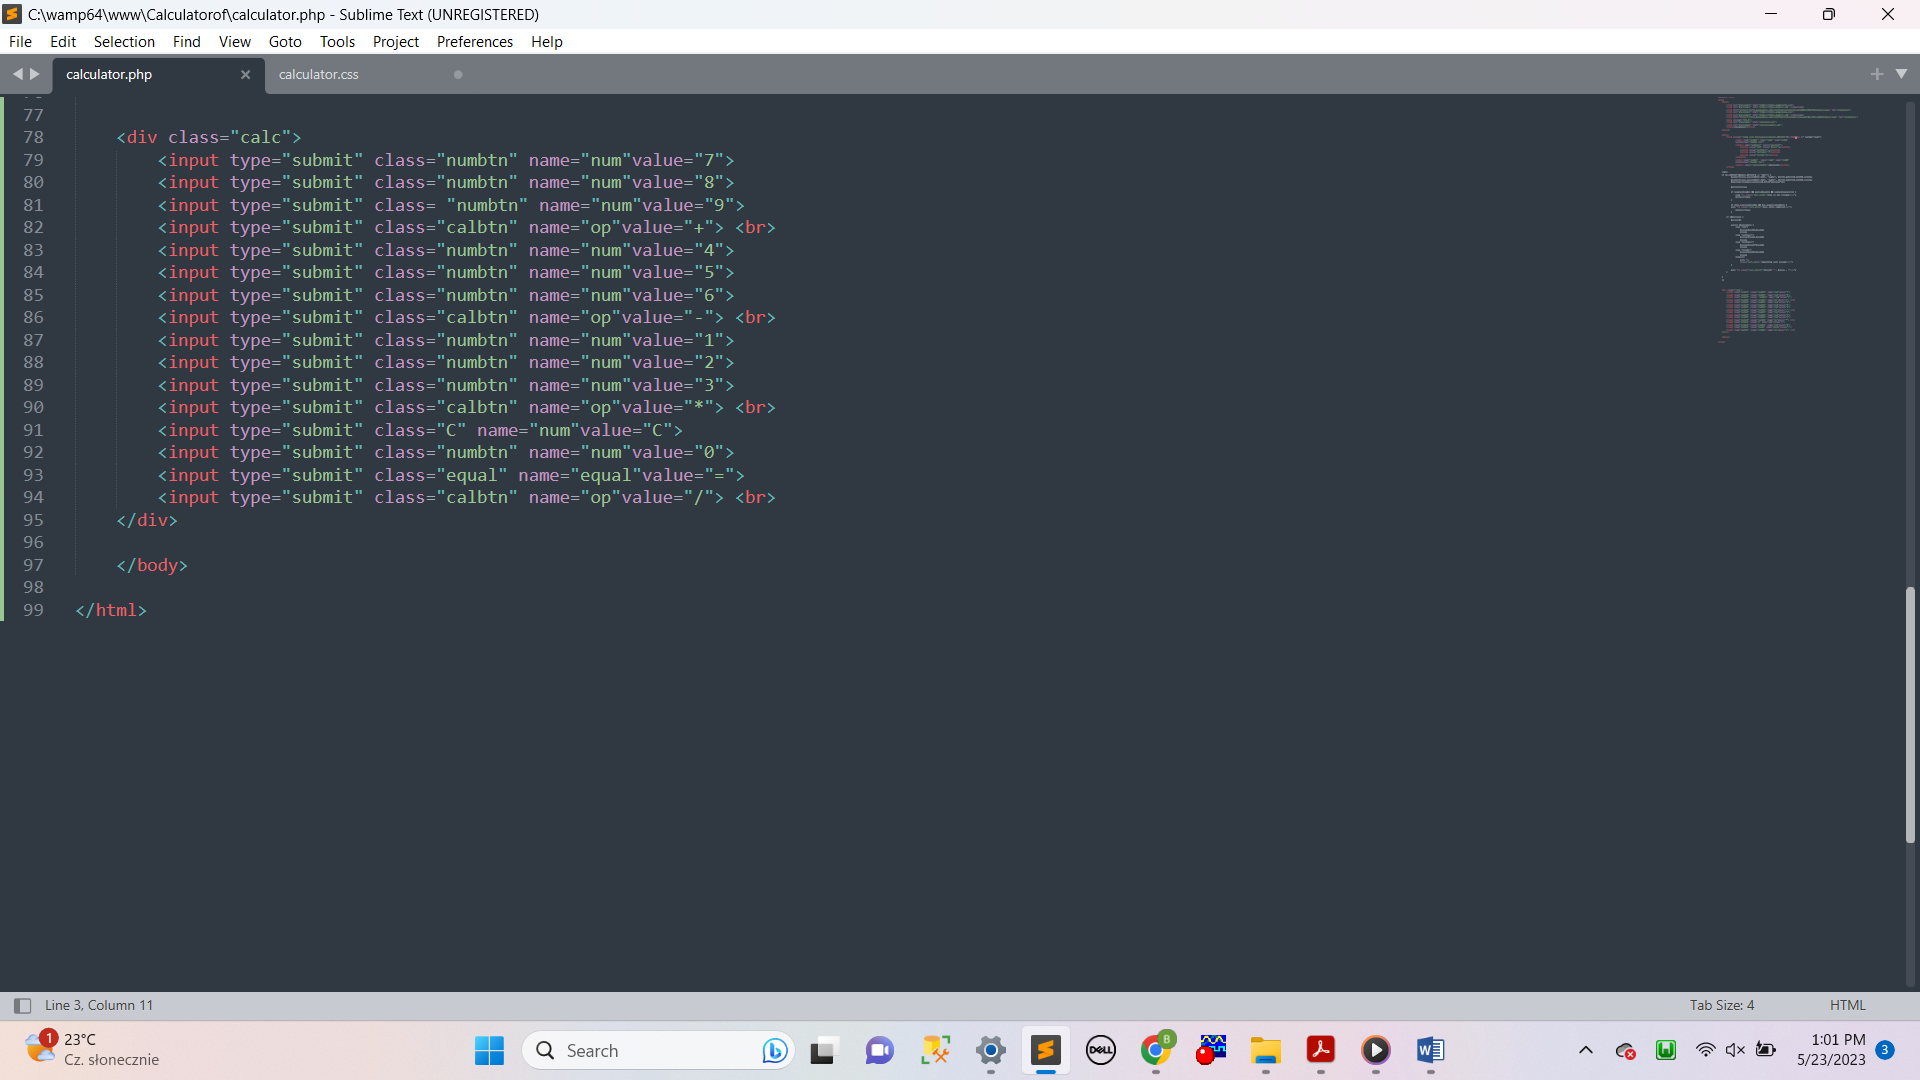 C:\wamp64\www\Calculatorof\calculator.php - Sublime Text (UNREGISTERED)
File Edit Selection Find View Goto Tools Project Preferences Help
calculator.php calculator.css
77
78 <div class="calc">
79 <input type="submit" class="numbtn" name="num"value="7">
80 <input type="submit" class="numbtn" name="num"value="8">
81 <input type="submit" class= "numbtn" name="num"value="9">
82 <input type="submit" class="calbtn" name="op"value="+"> <br>
83 <input type="submit" class="numbtn" name="num"value="4">
84 <input type="submit" class="numbtn" name="num"value="5">
85 <input type="submit" class="numbtn" name="num"value="6">
86 <input type="submit" class="calbtn" name="op"value="-"> <br>
87 <input type="submit" class="numbtn" name="num"value="1">
88 <input type="submit" class="numbtn" name="num"value="2">
89 <input type="submit" class="numbtn" name="num"value="3">
90 <input type="submit" class="calbtn" name="op"value="*"> <br>
91 <input type="submit" class="C" name="num"value="C">
92 <input type="submit" class="numbtn" name="num"value="0">
93 <input type="submit" class="equal" name="equal"value="=">
94 <input type="submit" class="calbtn" name="op"value="/"> <br>
95 </div>
96
97 </body>
98
99 </html>
Line 3, Column 11 Tab Size: 4 HTML
1 23°C
Cz. słonecznie
Search
DELL
B
1:01 PM
5/23/2023
3